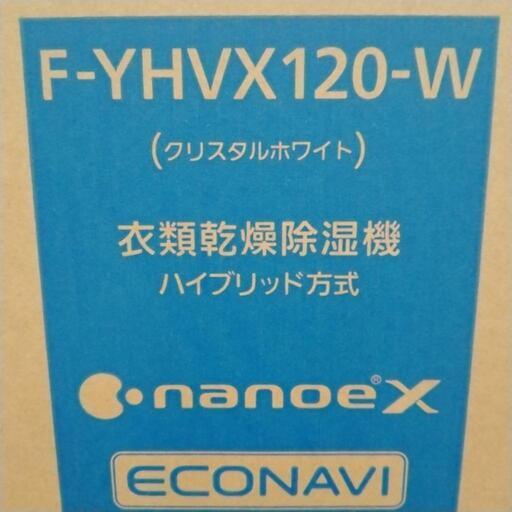 F-YHVX120-W
(クリスタルホワイト)
衣類乾燥除湿機
ハイブリッド方式
nanoe®X
ECONAVI